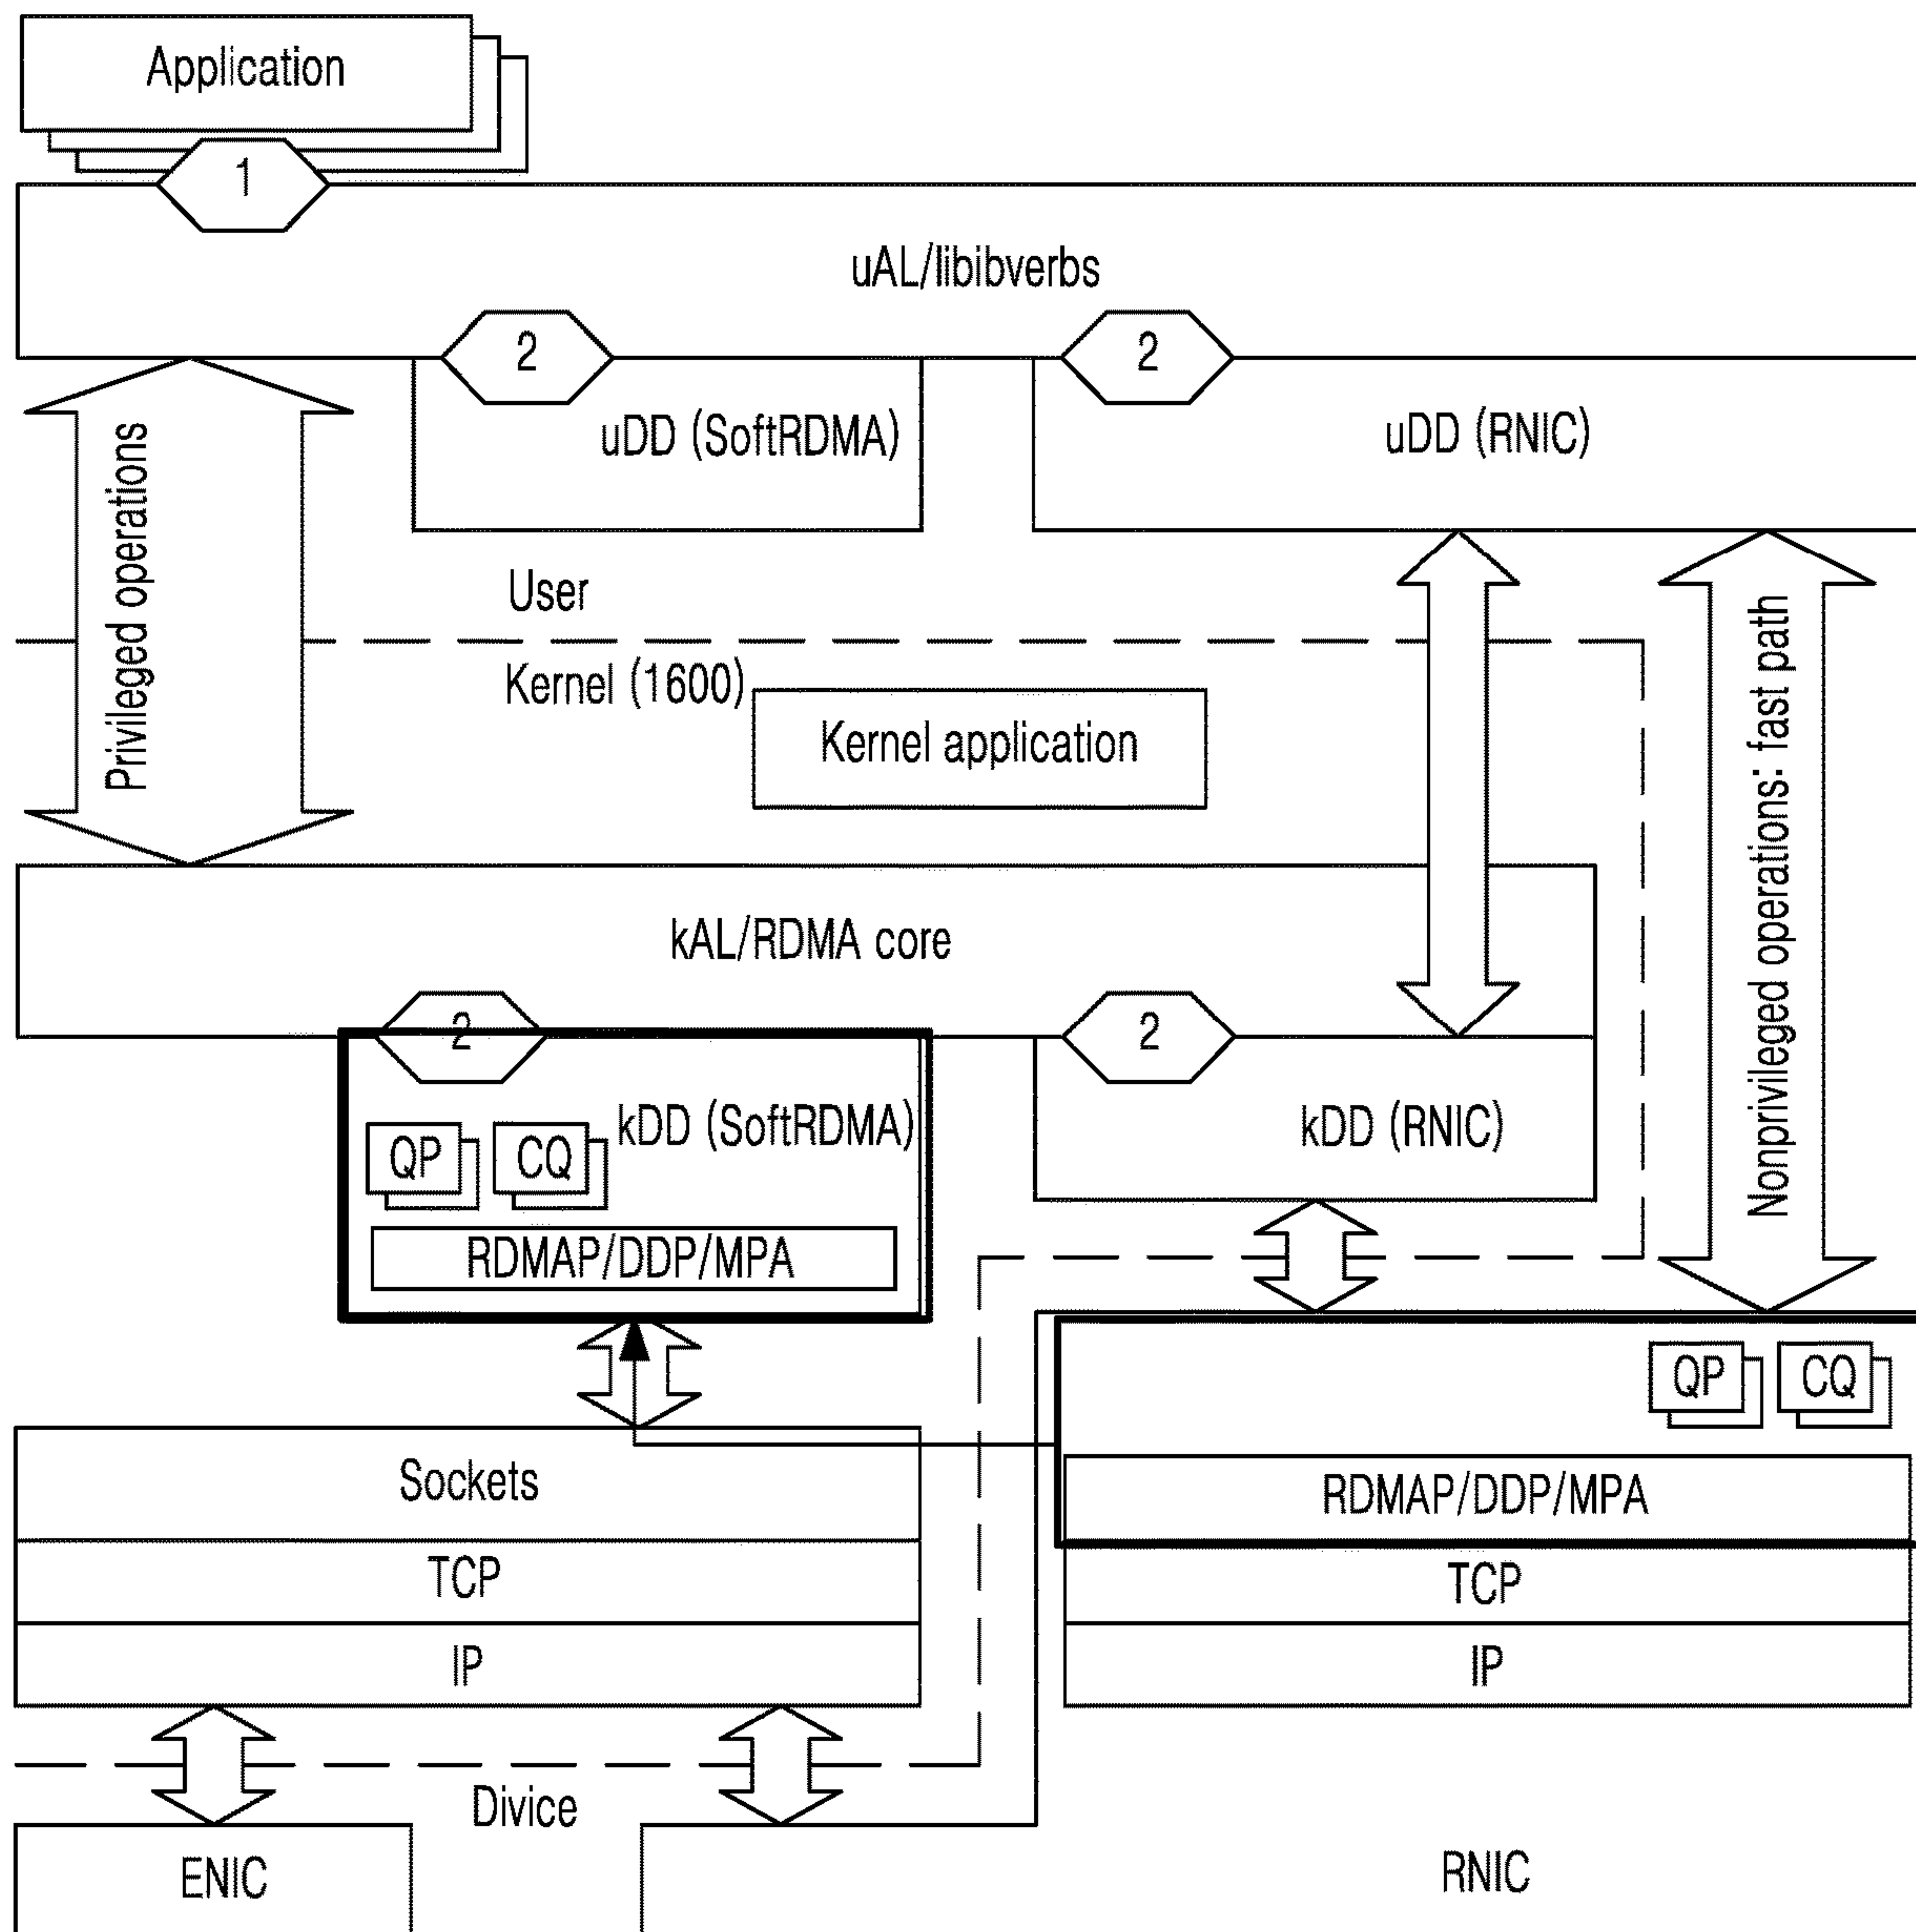 Application
1
uAL/libibverbs
2
2
uDD (SoftRDMA)
uDD (RNIC)
Privileged operations
User
Kernel (1600)
Kernel application
Nonprivileged operations: fast path
kAL/RDMA core
2
2
kDD (SoftRDMA)
kDD (RNIC)
QP
CQ
RDMAP/DDP/MPA
QP
CQ
Sockets
RDMAP/DDP/MPA
TCP
TCP
IP
IP
Divice
ENIC
RNIC